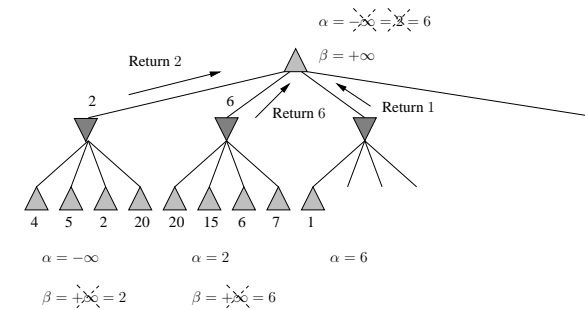 α = −∞ = 2 = 6
β = +∞
Return 2
2
6
Return 6
Return 1
4 5 2 20 20 15 6 7 1
α = −∞
α = 2
α = 6
β = +∞ = 2
β = +∞ = 6